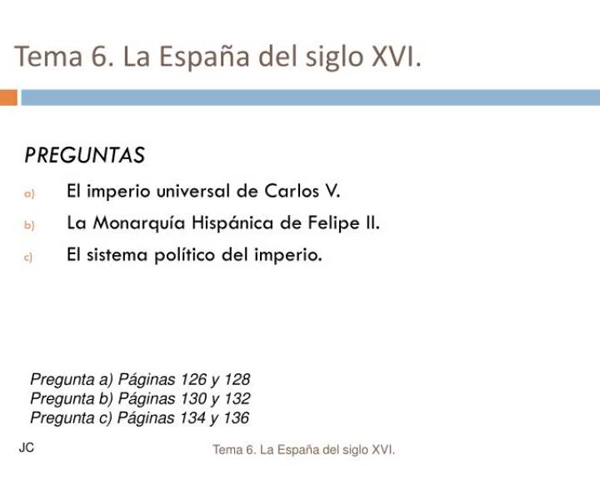 Tema 6. La España del siglo XVI.
PREGUNTAS
a) El imperio universal de Carlos V.
b) La Monarquía Hispánica de Felipe II.
c) El sistema político del imperio.
Pregunta a) Páginas 126 y 128
Pregunta b) Páginas 130 y 132
Pregunta c) Páginas 134 y 136
JC Tema 6. La España del siglo XVI.